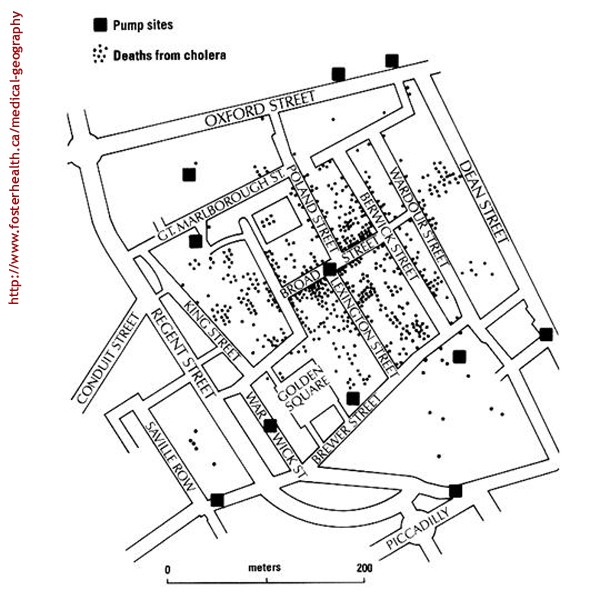 http://www.fosterhealth.ca/medical-geography
Pump sites
Deaths from cholera
OXFORD STREET
GT. MARLBOROUGH ST.
POLAND STREET
BERWICK STREET
WARDOUR STREET
DEAN STREET
BROAD STREET
LEXINGTON STREET
KING STREET
REGENT STREET
CONDUIT STREET
GOLDEN
SQUARE
WARWICK ST
BREWER STREET
SAVILLE ROW
PICCADILLY
meters
0
200